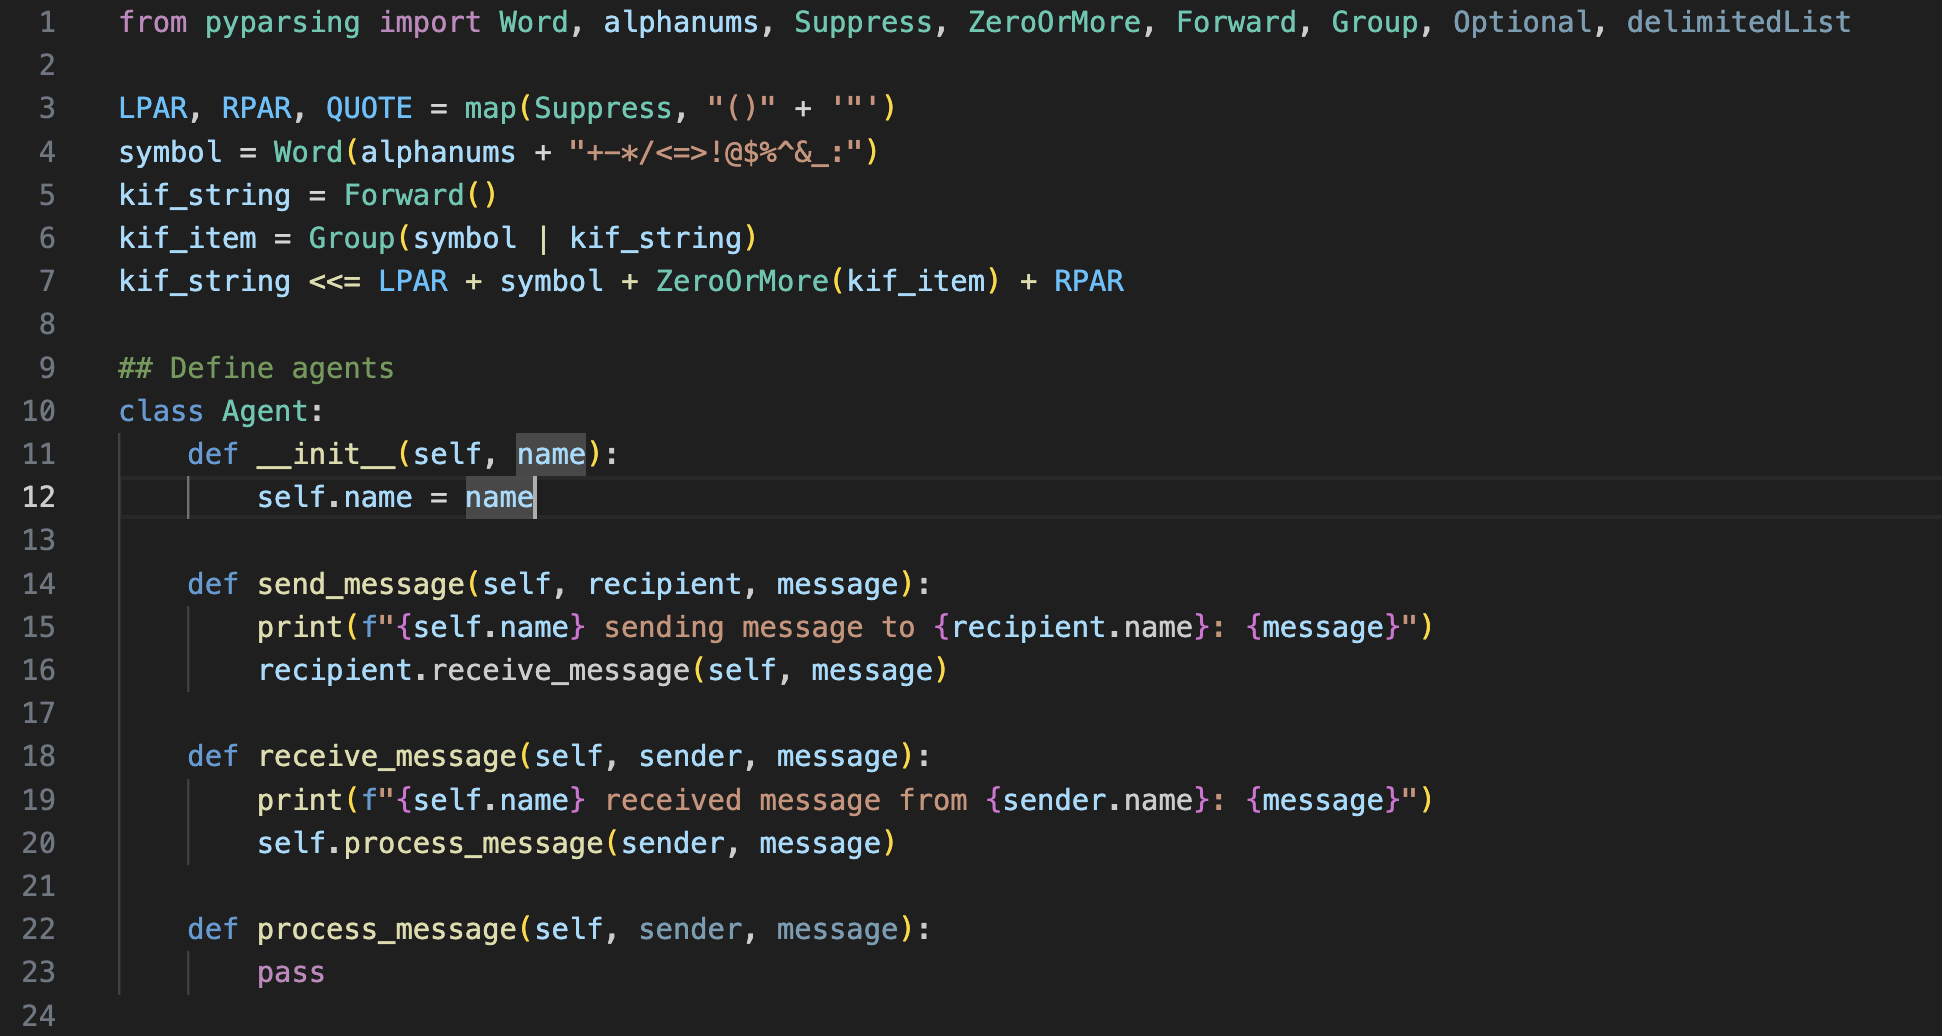 1 from pyparsing import Word, alphanums, Suppress, ZeroOrMore, Forward, Group, Optional, delimitedList
2
3 LPAR, RPAR, QUOTE = map(Suppress, "()" + '"')
4 symbol = Word(alphanums + "+-*/<=>!@$%^&_:")
5 kif_string = Forward()
6 kif_item = Group(symbol | kif_string)
7 kif_string <<= LPAR + symbol + ZeroOrMore(kif_item) + RPAR
8
9 ## Define agents
10 class Agent:
11     def __init__(self, name):
12         self.name = name
13
14     def send_message(self, recipient, message):
15         print(f"{self.name} sending message to {recipient.name}: {message}")
16         recipient.receive_message(self, message)
17
18     def receive_message(self, sender, message):
19         print(f"{self.name} received message from {sender.name}: {message}")
20         self.process_message(sender, message)
21
22     def process_message(self, sender, message):
23         pass
24